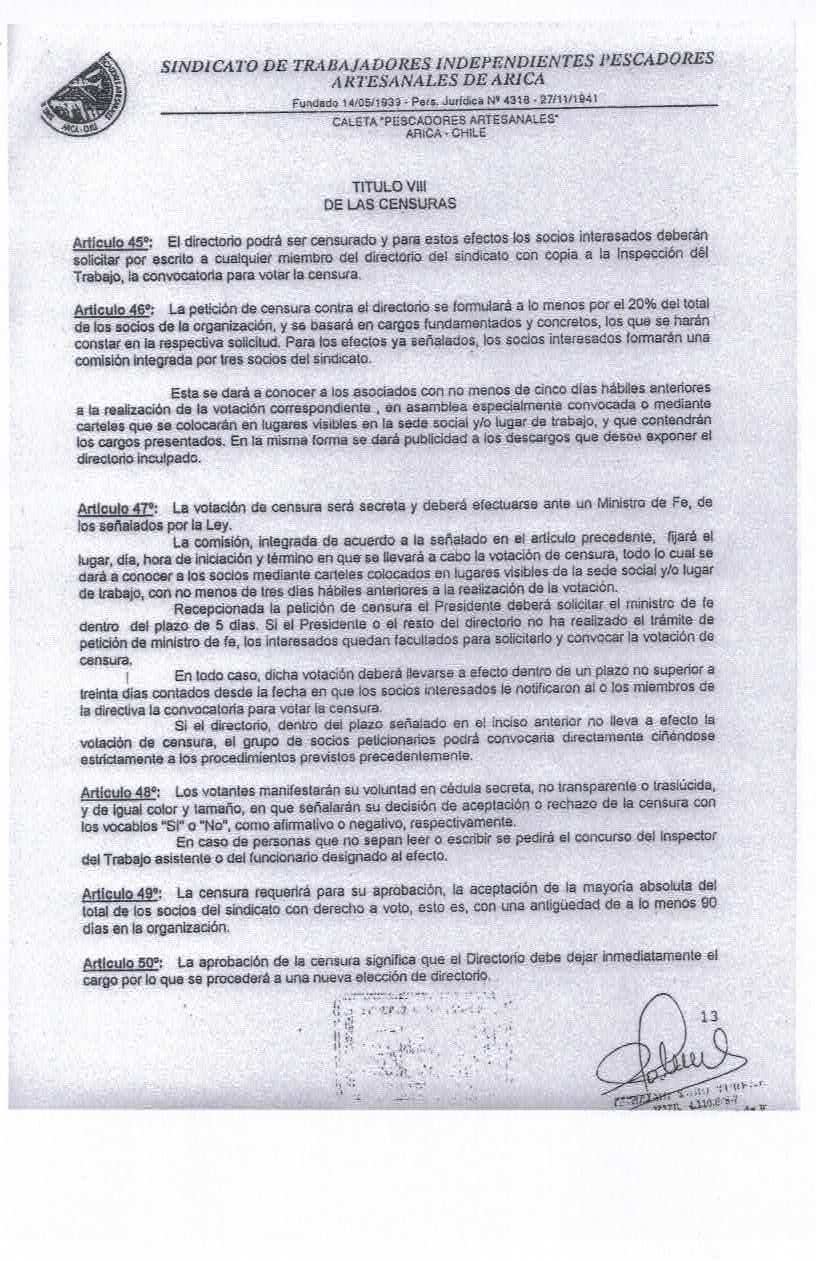 SINDICATO DE TRABAJADORES INDEPENDIENTES PESCADORES
ARTESANALES DE ARICA
Fundado 14/05/1939 - Pers. Jurídica Nº 4318 - 27/11/1941
CALETA "PESCADORES ARTESANALES"
ARICA - CHILE
TITULO VIII
DE LAS CENSURAS
Artículo 45º: El directorio podrá ser censurado y para estos efectos los socios interesados deberán
solicitar por escrito a cualquier miembro del directorio del sindicato con copia a la Inspección del
Trabajo, la convocatoria para votar la censura.
Artículo 46º: La petición de censura contra el directorio se formulará a lo menos por el 20% del total
de los socios de la organización, y se basará en cargos fundamentados y concretos, los que se harán
constar en la respectiva solicitud. Para los efectos ya señalados, los socios interesados formarán una
comisión integrada por tres socios del sindicato.
Esta se dará a conocer a los asociados con no menos de cinco días hábiles anteriores
a la realización de la votación correspondiente , en asamblea especialmente convocada o mediante
carteles que se colocarán en lugares visibles en la sede social y/o lugar de trabajo, y que contendrán
los cargos presentados. En la misma forma se dará publicidad a los descargos que desee exponer el
directorio inculpado.
Artículo 47º: La votación de censura será secreta y deberá efectuarse ante un Ministro de Fe, de
los señalados por la Ley.
La comisión, integrada de acuerdo a la señalado en el artículo precedente, fijará el
lugar, día, hora de iniciación y término en que se llevará a cabo la votación de censura, todo lo cual se
dará a conocer a los socios mediante carteles colocados en lugares visibles de la sede social y/o lugar
de trabajo, con no menos de tres días hábiles anteriores a la realización de la votación.
Recepcionada la petición de censura el Presidente deberá solicitar el ministro de fe
dentro del plazo de 5 días. Si el Presidente o el resto del directorio no ha realizado el trámite de
petición de ministro de fe, los interesados quedan facultados para solicitarlo y convocar la votación de
censura.
En todo caso, dicha votación deberá llevarse a efecto dentro de un plazo no superior a
treinta días contados desde la fecha en que los socios interesados le notificaron al o los miembros de
la directiva la convocatoria para votar la censura.
Si el directorio, dentro del plazo señalado en el inciso anterior no lleva a efecto la
votación de censura, el grupo de socios peticionarios podrá convocarla directamente ciñéndose
estrictamente a los procedimientos previstos precedentemente.
Artículo 48º: Los votantes manifestarán su voluntad en cédula secreta, no transparente o traslúcida,
y de igual color y tamaño, en que señalarán su decisión de aceptación o rechazo de la censura con
los vocablos "Sí" o "No", como afirmativo o negativo, respectivamente.
En caso de personas que no sepan leer o escribir se pedirá el concurso del Inspector
del Trabajo asistente o del funcionario designado al efecto.
Artículo 49º: La censura requerirá para su aprobación, la aceptación de la mayoría absoluta del
total de los socios del sindicato con derecho a voto, esto es, con una antigüedad de a lo menos 90
días en la organización.
Artículo 50º: La aprobación de la censura significa que el Directorio debe dejar inmediatamente el
cargo por lo que se procederá a una nueva elección de directorio.
13